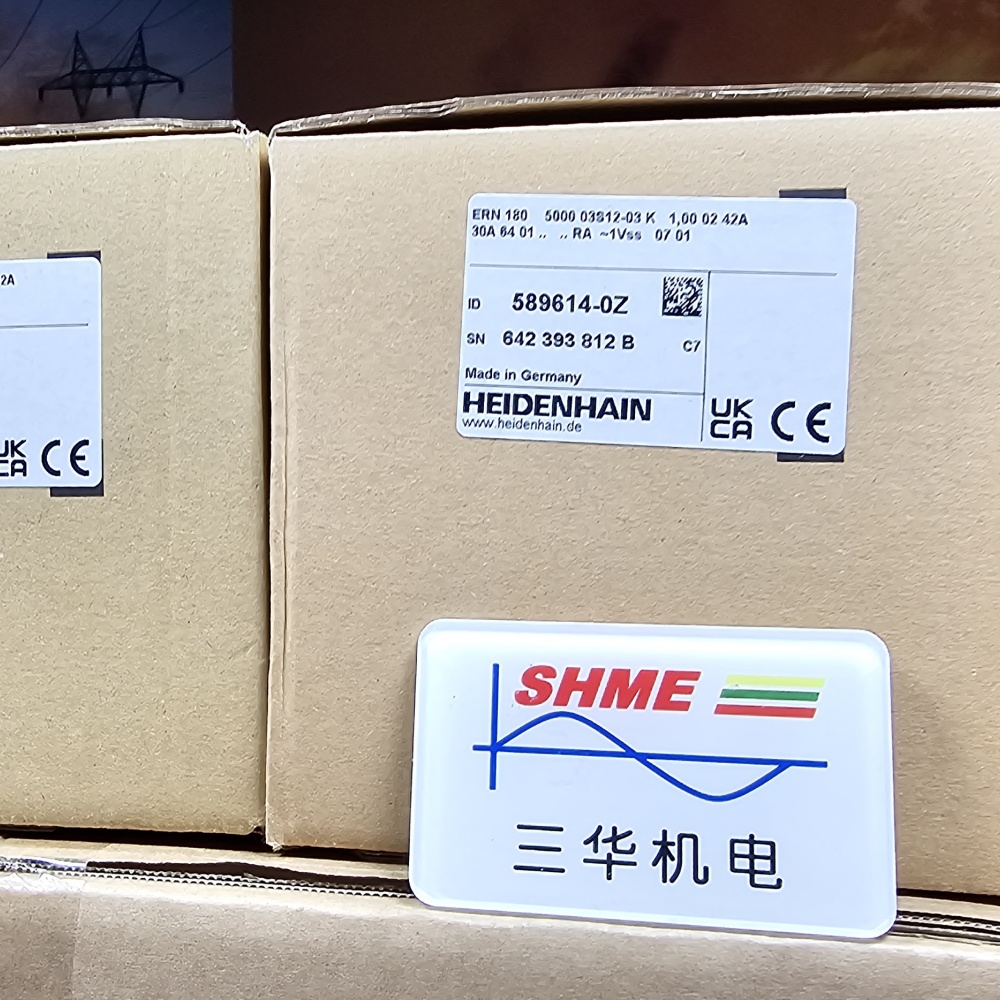 2A
UK
CA CE
ERN 180 5000 03S12-03 K 1,00 02 42A
30A 64 01 .. .. RA ~1Vss 07 01
ID 589614-0Z
SN 642 393 812 B C7
Made in Germany
HEIDENHAIN
www.heidenhain.de
UK
CA CE
SHME
三华机电